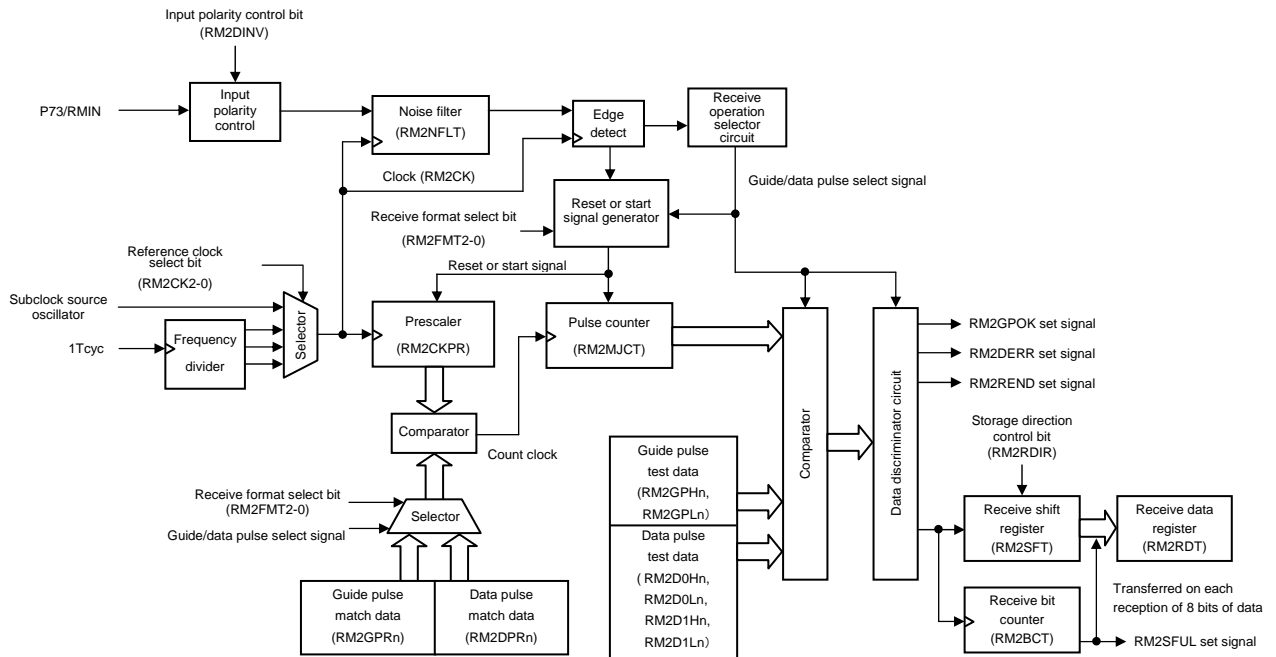 Input polarity control bit
(RM2DINV)
P73/RMIN
Input
polarity
control
Noise filter
(RM2NFLT)
Edge
detect
Receive
operation
selector
circuit
Clock (RM2CK)
Guide/data pulse select signal
Receive format select bit
(RM2FMT2-0)
Reset or start
signal generator
Reference clock
select bit
(RM2CK2-0)
Reset or start signal
Subclock source
oscillator
1Tcyc
Frequency
divider
Selector
Prescaler
(RM2CKPR)
Pulse counter
(RM2MJCT)
Comparator
Data discriminator circuit
RM2GPOK set signal
RM2DERR set signal
RM2REND set signal
Comparator
Count clock
Storage direction
control bit
(RM2RDIR)
Receive format select bit
(RM2FMT2-0)
Guide/data pulse select signal
Selector
Guide pulse
test data
(RM2GPHn,
RM2GPLn)
Data pulse
test data
( RM2D0Hn,
RM2D0Ln,
RM2D1Hn,
RM2D1Ln)
Receive shift
register
(RM2SFT)
Receive data
register
(RM2RDT)
Guide pulse
match data
(RM2GPRn)
Data pulse
match data
(RM2DPRn)
Receive bit
counter
(RM2BCT)
Transferred on each
reception of 8 bits of data
RM2SFUL set signal